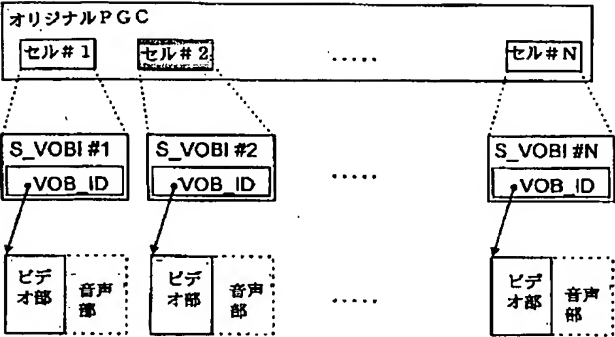 オリジナルPGC
セル#1 セル#2 ..... セル#N
S_VOBI #1 S_VOBI #2 S_VOBI #N
VOB_ID VOB_ID ..... VOB_ID
ビデ
オ部 音声
部 ビデ
オ部 音声
部 ..... ビデ
オ部 音声
部